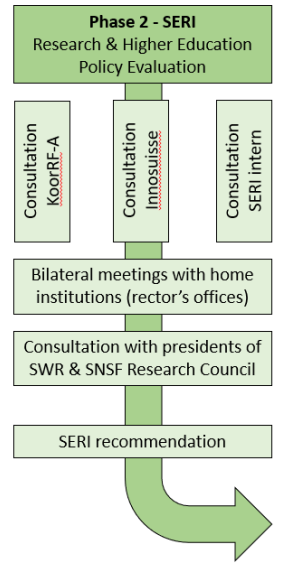 Phase 2 - SERI
Research & Higher Education
Policy Evaluation
Consultation
KoorRF-A
Consultation
Innosuisse
Consultation
SERI intern
Bilateral meetings with home
institutions (rector's offices)
Consultation with presidents of
SWR & SNSF Research Council
SERI recommendation